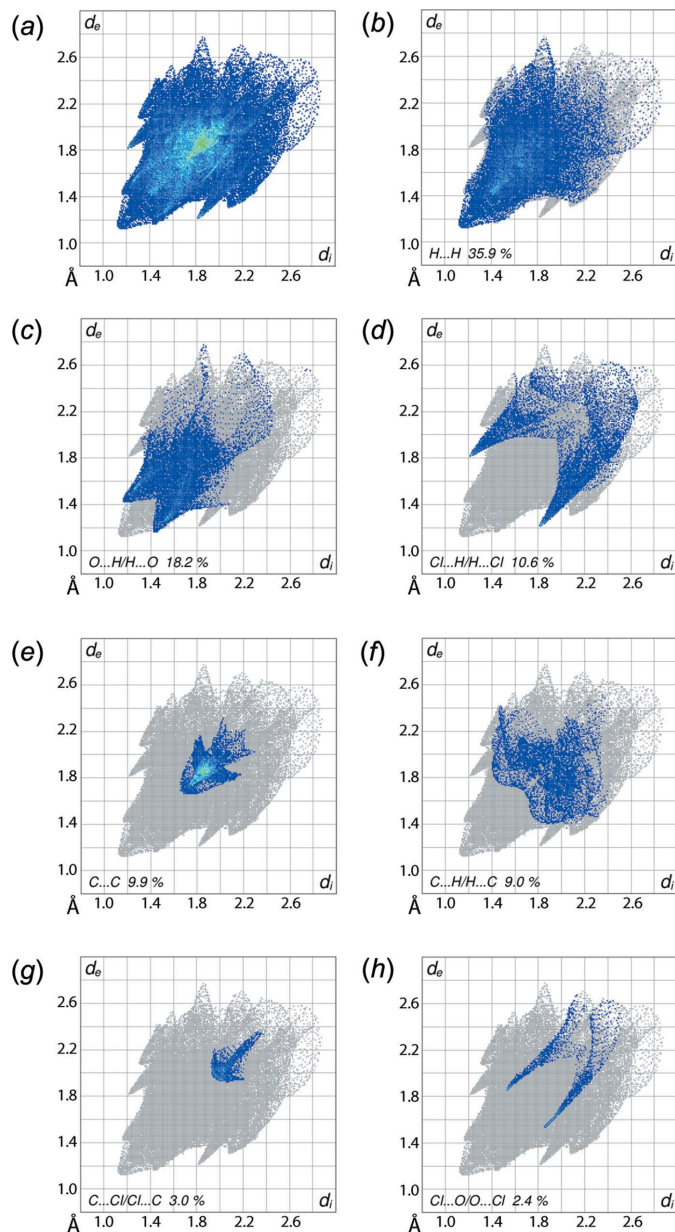 (a)
dₑ
2.6
2.2
1.8
1.4
1.0
dᵢ
Å 1.0 1.4 1.8 2.2 2.6
(b)
dₑ
2.6
2.2
1.8
1.4
1.0
H...H 35.9 % dᵢ
Å 1.0 1.4 1.8 2.2 2.6
(c)
dₑ
2.6
2.2
1.8
1.4
1.0
O...H/H...O 18.2 % dᵢ
Å 1.0 1.4 1.8 2.2 2.6
(d)
dₑ
2.6
2.2
1.8
1.4
1.0
Cl...H/H...Cl 10.6 % dᵢ
Å 1.0 1.4 1.8 2.2 2.6
(e)
dₑ
2.6
2.2
1.8
1.4
1.0
C...C 9.9 % dᵢ
Å 1.0 1.4 1.8 2.2 2.6
(f)
dₑ
2.6
2.2
1.8
1.4
1.0
C...H/H...C 9.0 % dᵢ
Å 1.0 1.4 1.8 2.2 2.6
(g)
dₑ
2.6
2.2
1.8
1.4
1.0
C...Cl/Cl...C 3.0 % dᵢ
Å 1.0 1.4 1.8 2.2 2.6
(h)
dₑ
2.6
2.2
1.8
1.4
1.0
Cl...O/O...Cl 2.4 % dᵢ
Å 1.0 1.4 1.8 2.2 2.6